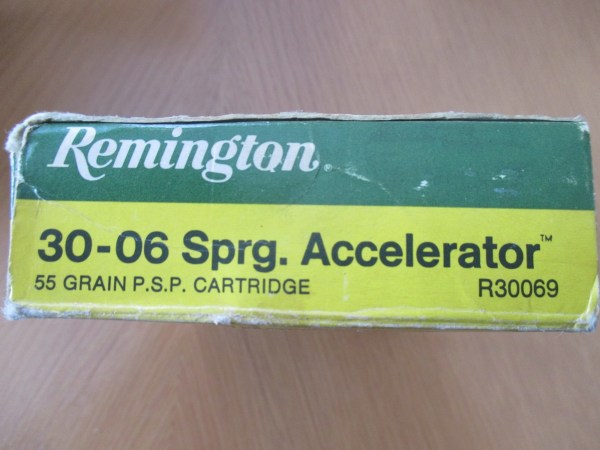 Remington
30-06 Sprg. Accelerator™
55 GRAIN P.S.P. CARTRIDGE R30069